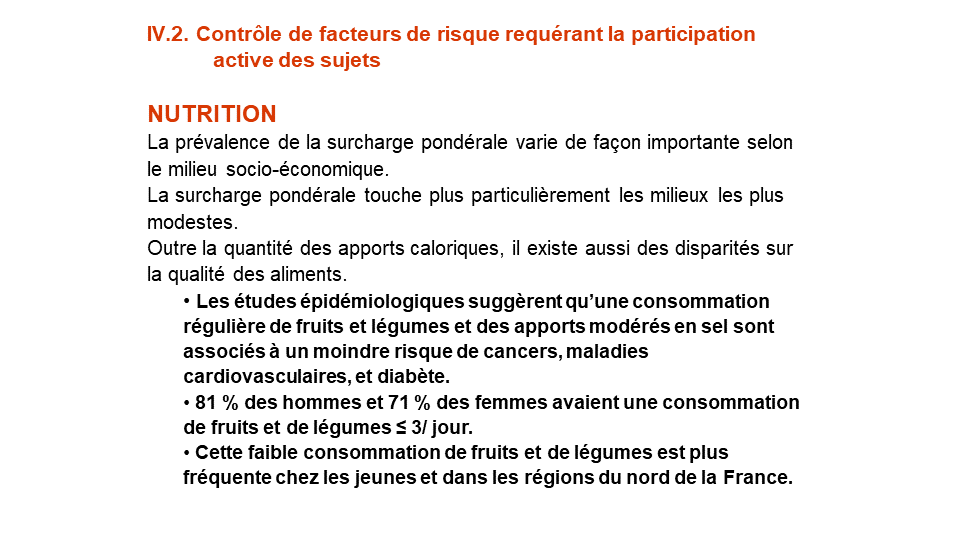 IV.2. Contrôle de facteurs de risque requérant la participation
active des sujets
NUTRITION
La prévalence de la surcharge pondérale varie de façon importante selon
le milieu socio-économique.
La surcharge pondérale touche plus particulièrement les milieux les plus
modestes.
Outre la quantité des apports caloriques, il existe aussi des disparités sur
la qualité des aliments.
• Les études épidémiologiques suggèrent qu’une consommation
régulière de fruits et légumes et des apports modérés en sel sont
associés à un moindre risque de cancers, maladies
cardiovasculaires, et diabète.
• 81 % des hommes et 71 % des femmes avaient une consommation
de fruits et de légumes ≤ 3/ jour.
• Cette faible consommation de fruits et de légumes est plus
fréquente chez les jeunes et dans les régions du nord de la France.